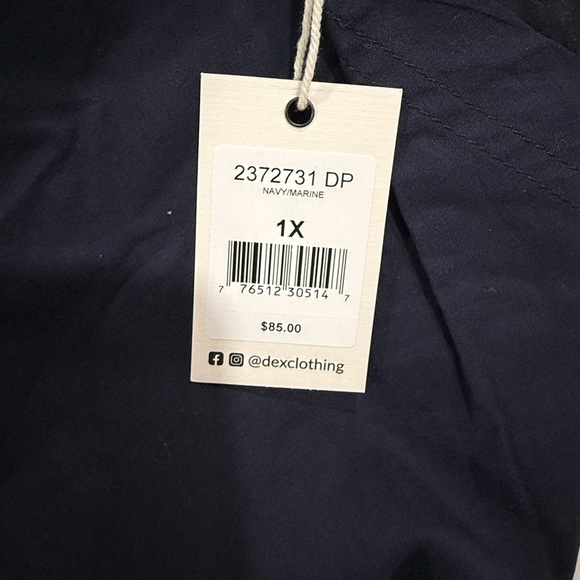 2372731 DP
NAVY/MARINE
1X
7 76512 30514 7
$85.00
@dexclothing